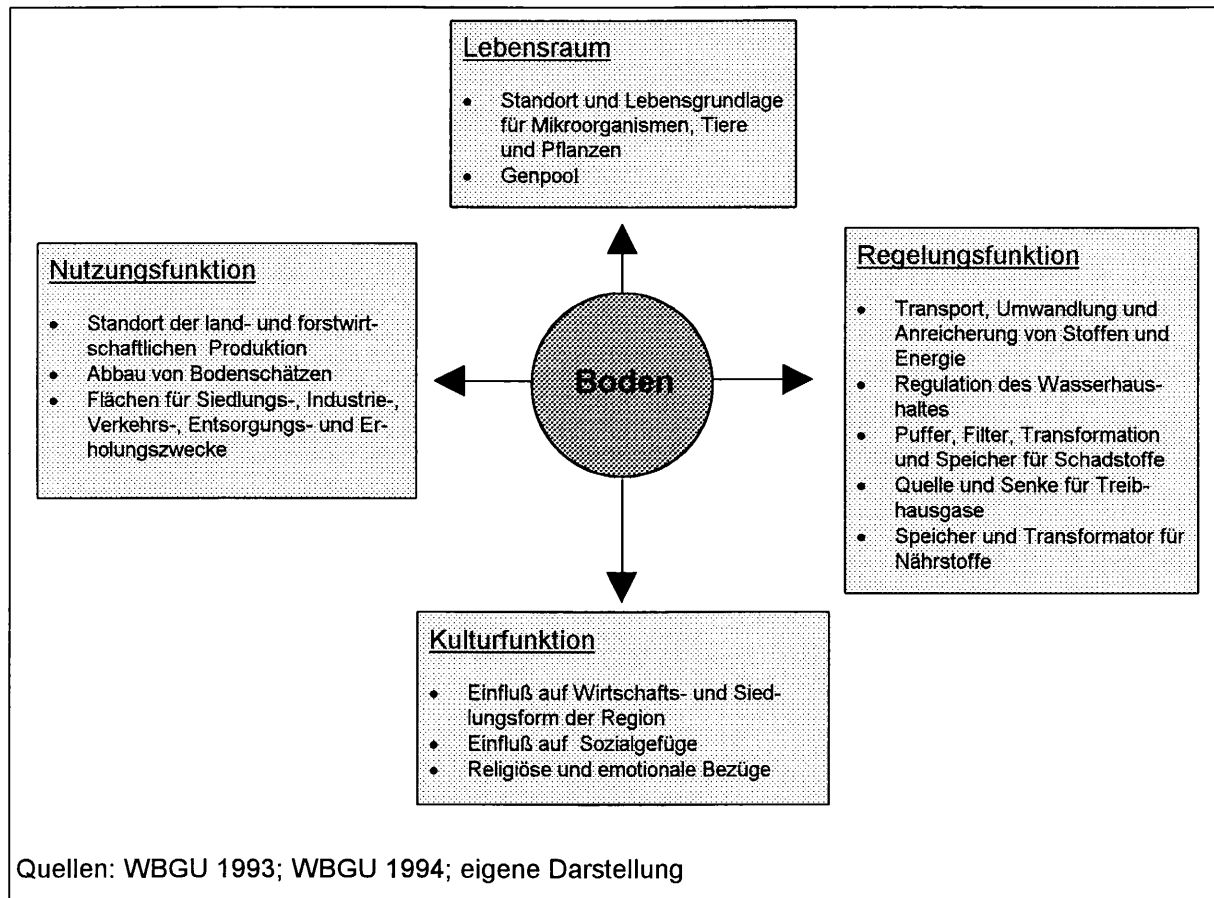 Lebensraum
• Standort und Lebensgrundlage
für Mikroorganismen, Tiere
und Pflanzen
• Genpool
Nutzungsfunktion
• Standort der land- und forstwirt-
schaftlichen Produktion
• Abbau von Bodenschätzen
• Flächen für Siedlungs-, Industrie-,
Verkehrs-, Entsorgungs- und Er-
holungszwecke
Boden
Regelungsfunktion
• Transport, Umwandlung und
Anreicherung von Stoffen und
Energie
• Regulation des Wasserhaus-
haltes
• Puffer, Filter, Transformation
und Speicher für Schadstoffe
• Quelle und Senke für Treib-
hausgase
• Speicher und Transformator für
Nährstoffe
Kulturfunktion
• Einfluß auf Wirtschafts- und Sied-
lungsform der Region
• Einfluß auf Sozialgefüge
• Religiöse und emotionale Bezüge
Quellen: WBGU 1993; WBGU 1994; eigene Darstellung